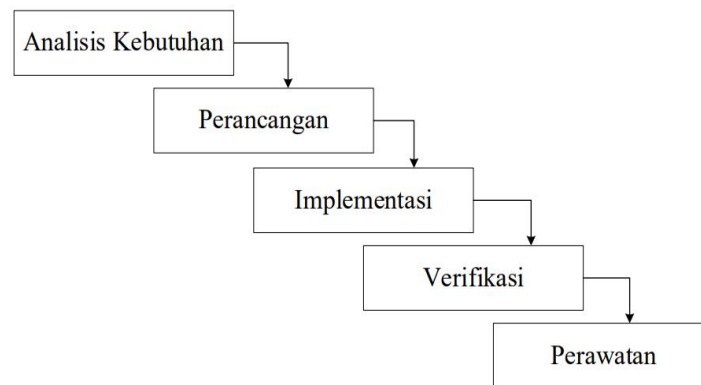 Analisis Kebutuhan
Perancangan
Implementasi
Verifikasi
Perawatan